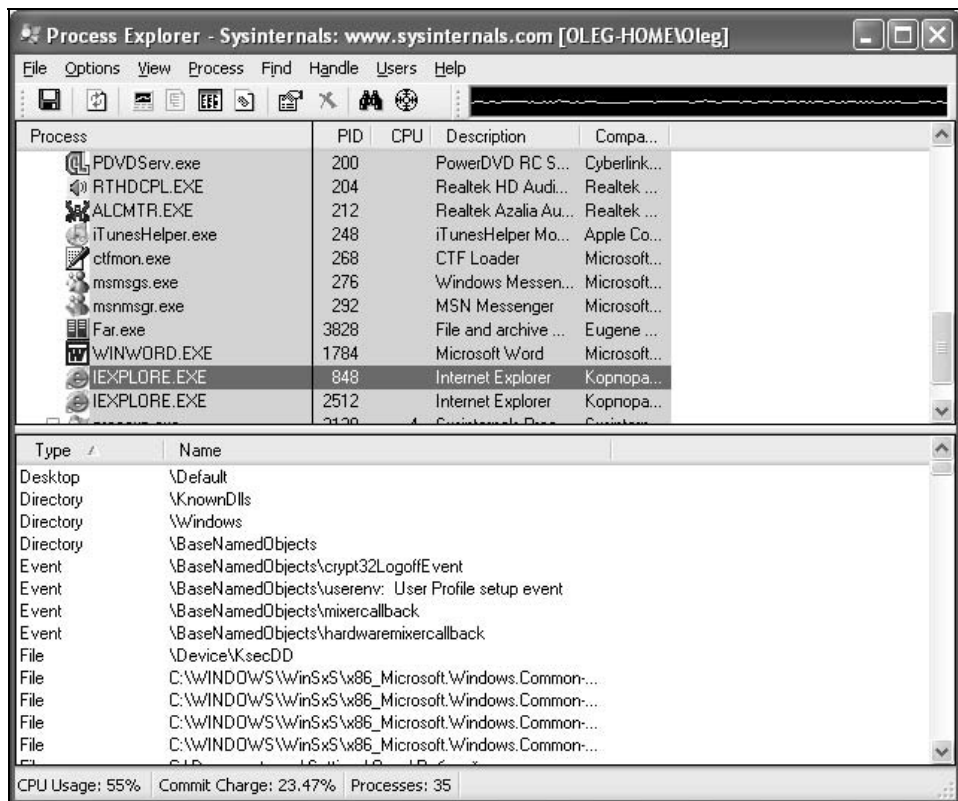 Process Explorer - Sysinternals: www.sysinternals.com [OLEG-HOME\Oleg]
File Options View Process Find Handle Users Help
Process PID CPU Description Compa...
PDVDServ.exe 200 PowerDVD RC S... Cyberlink...
RTHDCPL.EXE 204 Realtek HD Audi... Realtek ...
ALCMTR.EXE 212 Realtek Azalia Au... Realtek ...
iTunesHelper.exe 248 iTunesHelper Mo... Apple Co...
ctfmon.exe 268 CTF Loader Microsoft...
msmsgs.exe 276 Windows Messen... Microsoft...
msnmsgr.exe 292 MSN Messenger Microsoft...
Far.exe 3828 File and archive ... Eugene ...
WINWORD.EXE 1784 Microsoft Word Microsoft...
IEXPLORE.EXE 848 Internet Explorer Корпора...
IEXPLORE.EXE 2512 Internet Explorer Корпора...
Type Name
Desktop \Default
Directory \KnownDlls
Directory \Windows
Directory \BaseNamedObjects
Event \BaseNamedObjects\crypt32LogoffEvent
Event \BaseNamedObjects\userenv: User Profile setup event
Event \BaseNamedObjects\mixercallback
Event \BaseNamedObjects\hardwaremixercallback
File \Device\KsecDD
File C:\WINDOWS\WinSxS\x86_Microsoft.Windows.Common-...
File C:\WINDOWS\WinSxS\x86_Microsoft.Windows.Common-...
File C:\WINDOWS\WinSxS\x86_Microsoft.Windows.Common-...
File C:\WINDOWS\WinSxS\x86_Microsoft.Windows.Common-...
CPU Usage: 55% Commit Charge: 23.47% Processes: 35